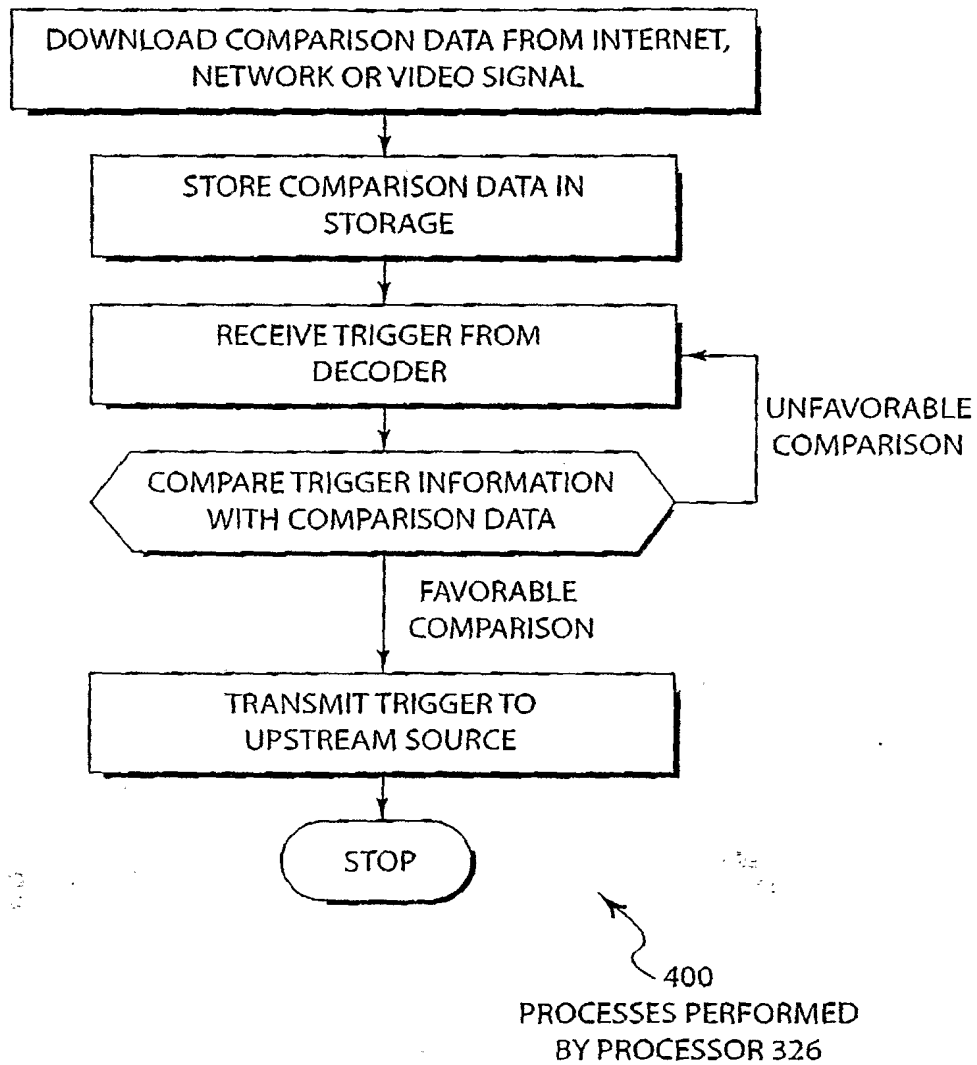 DOWNLOAD COMPARISON DATA FROM INTERNET,
NETWORK OR VIDEO SIGNAL
STORE COMPARISON DATA IN
STORAGE
RECEIVE TRIGGER FROM
DECODER
UNFAVORABLE
COMPARISON
COMPARE TRIGGER INFORMATION
WITH COMPARISON DATA
FAVORABLE
COMPARISON
TRANSMIT TRIGGER TO
UPSTREAM SOURCE
STOP
400
PROCESSES PERFORMED
BY PROCESSOR 326